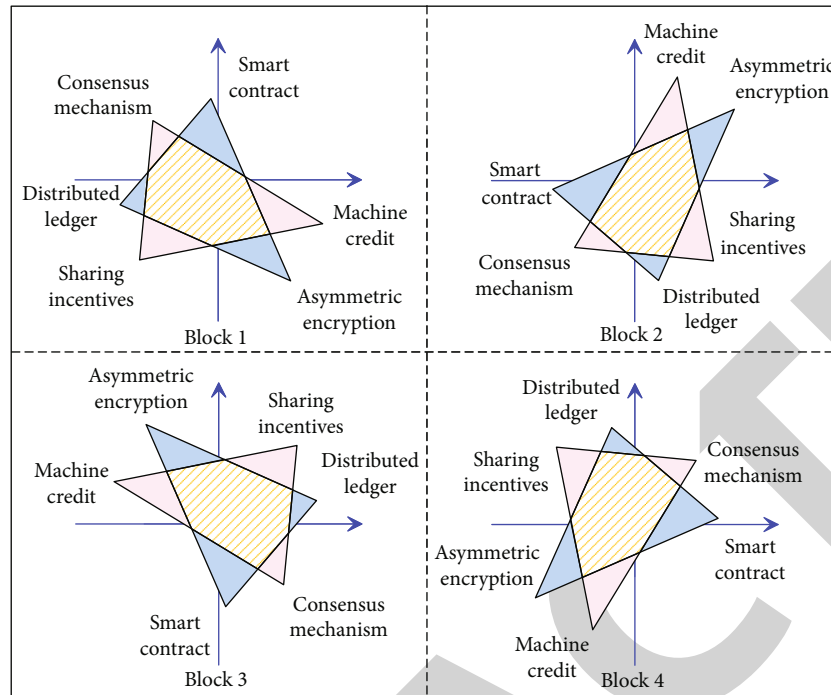 Smart
contract
Consensus
mechanism
Distributed
ledger
Machine
credit
Sharing
incentives
Asymmetric
encryption
Block 1
Machine
credit
Asymmetric
encryption
Smart
contract
Sharing
incentives
Consensus
mechanism
Distributed
ledger
Block 2
Asymmetric
encryption
Sharing
incentives
Machine
credit
Distributed
ledger
Smart
contract
Consensus
mechanism
Block 3
Distributed
ledger
Sharing
incentives
Consensus
mechanism
Asymmetric
encryption
Smart
contract
Machine
credit
Block 4